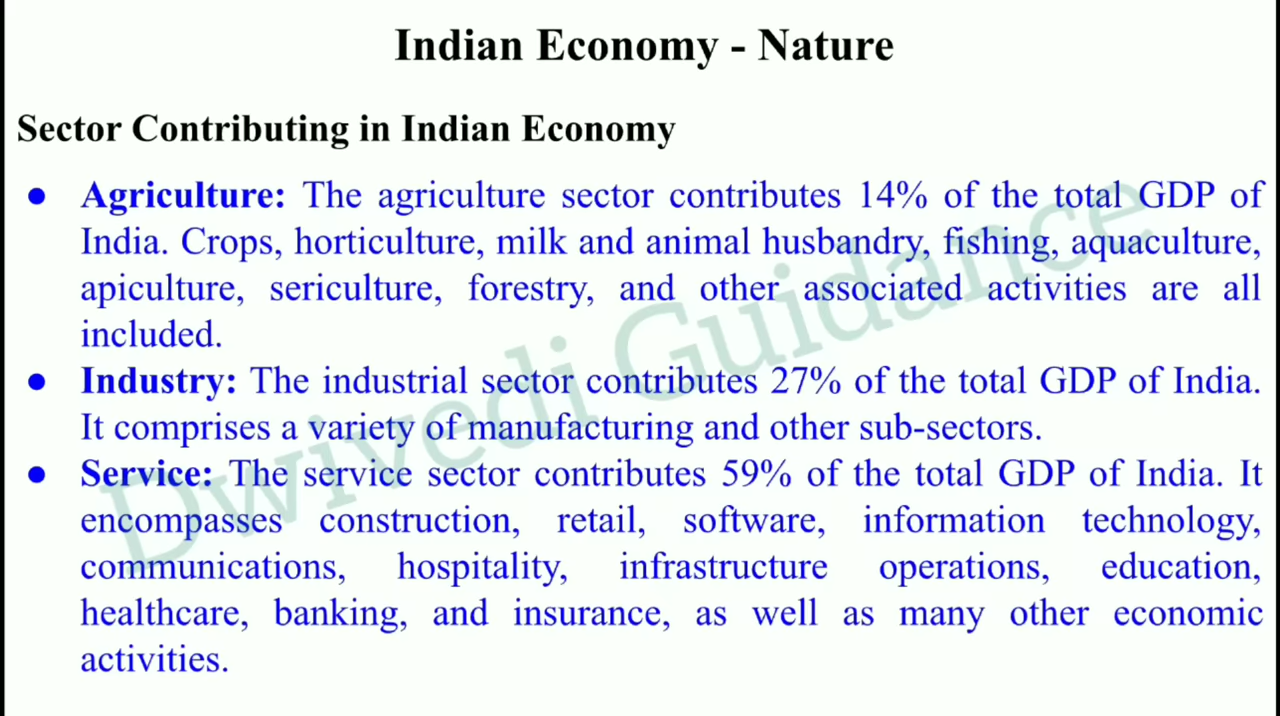 Indian Economy - Nature
Sector Contributing in Indian Economy
● Agriculture: The agriculture sector contributes 14% of the total GDP of
India. Crops, horticulture, milk and animal husbandry, fishing, aquaculture,
apiculture, sericulture, forestry, and other associated activities are all
included.
● Industry: The industrial sector contributes 27% of the total GDP of India.
It comprises a variety of manufacturing and other sub-sectors.
● Service: The service sector contributes 59% of the total GDP of India. It
encompasses construction, retail, software, information technology,
communications, hospitality, infrastructure operations, education,
healthcare, banking, and insurance, as well as many other economic
activities.
Dwivedi Guidance